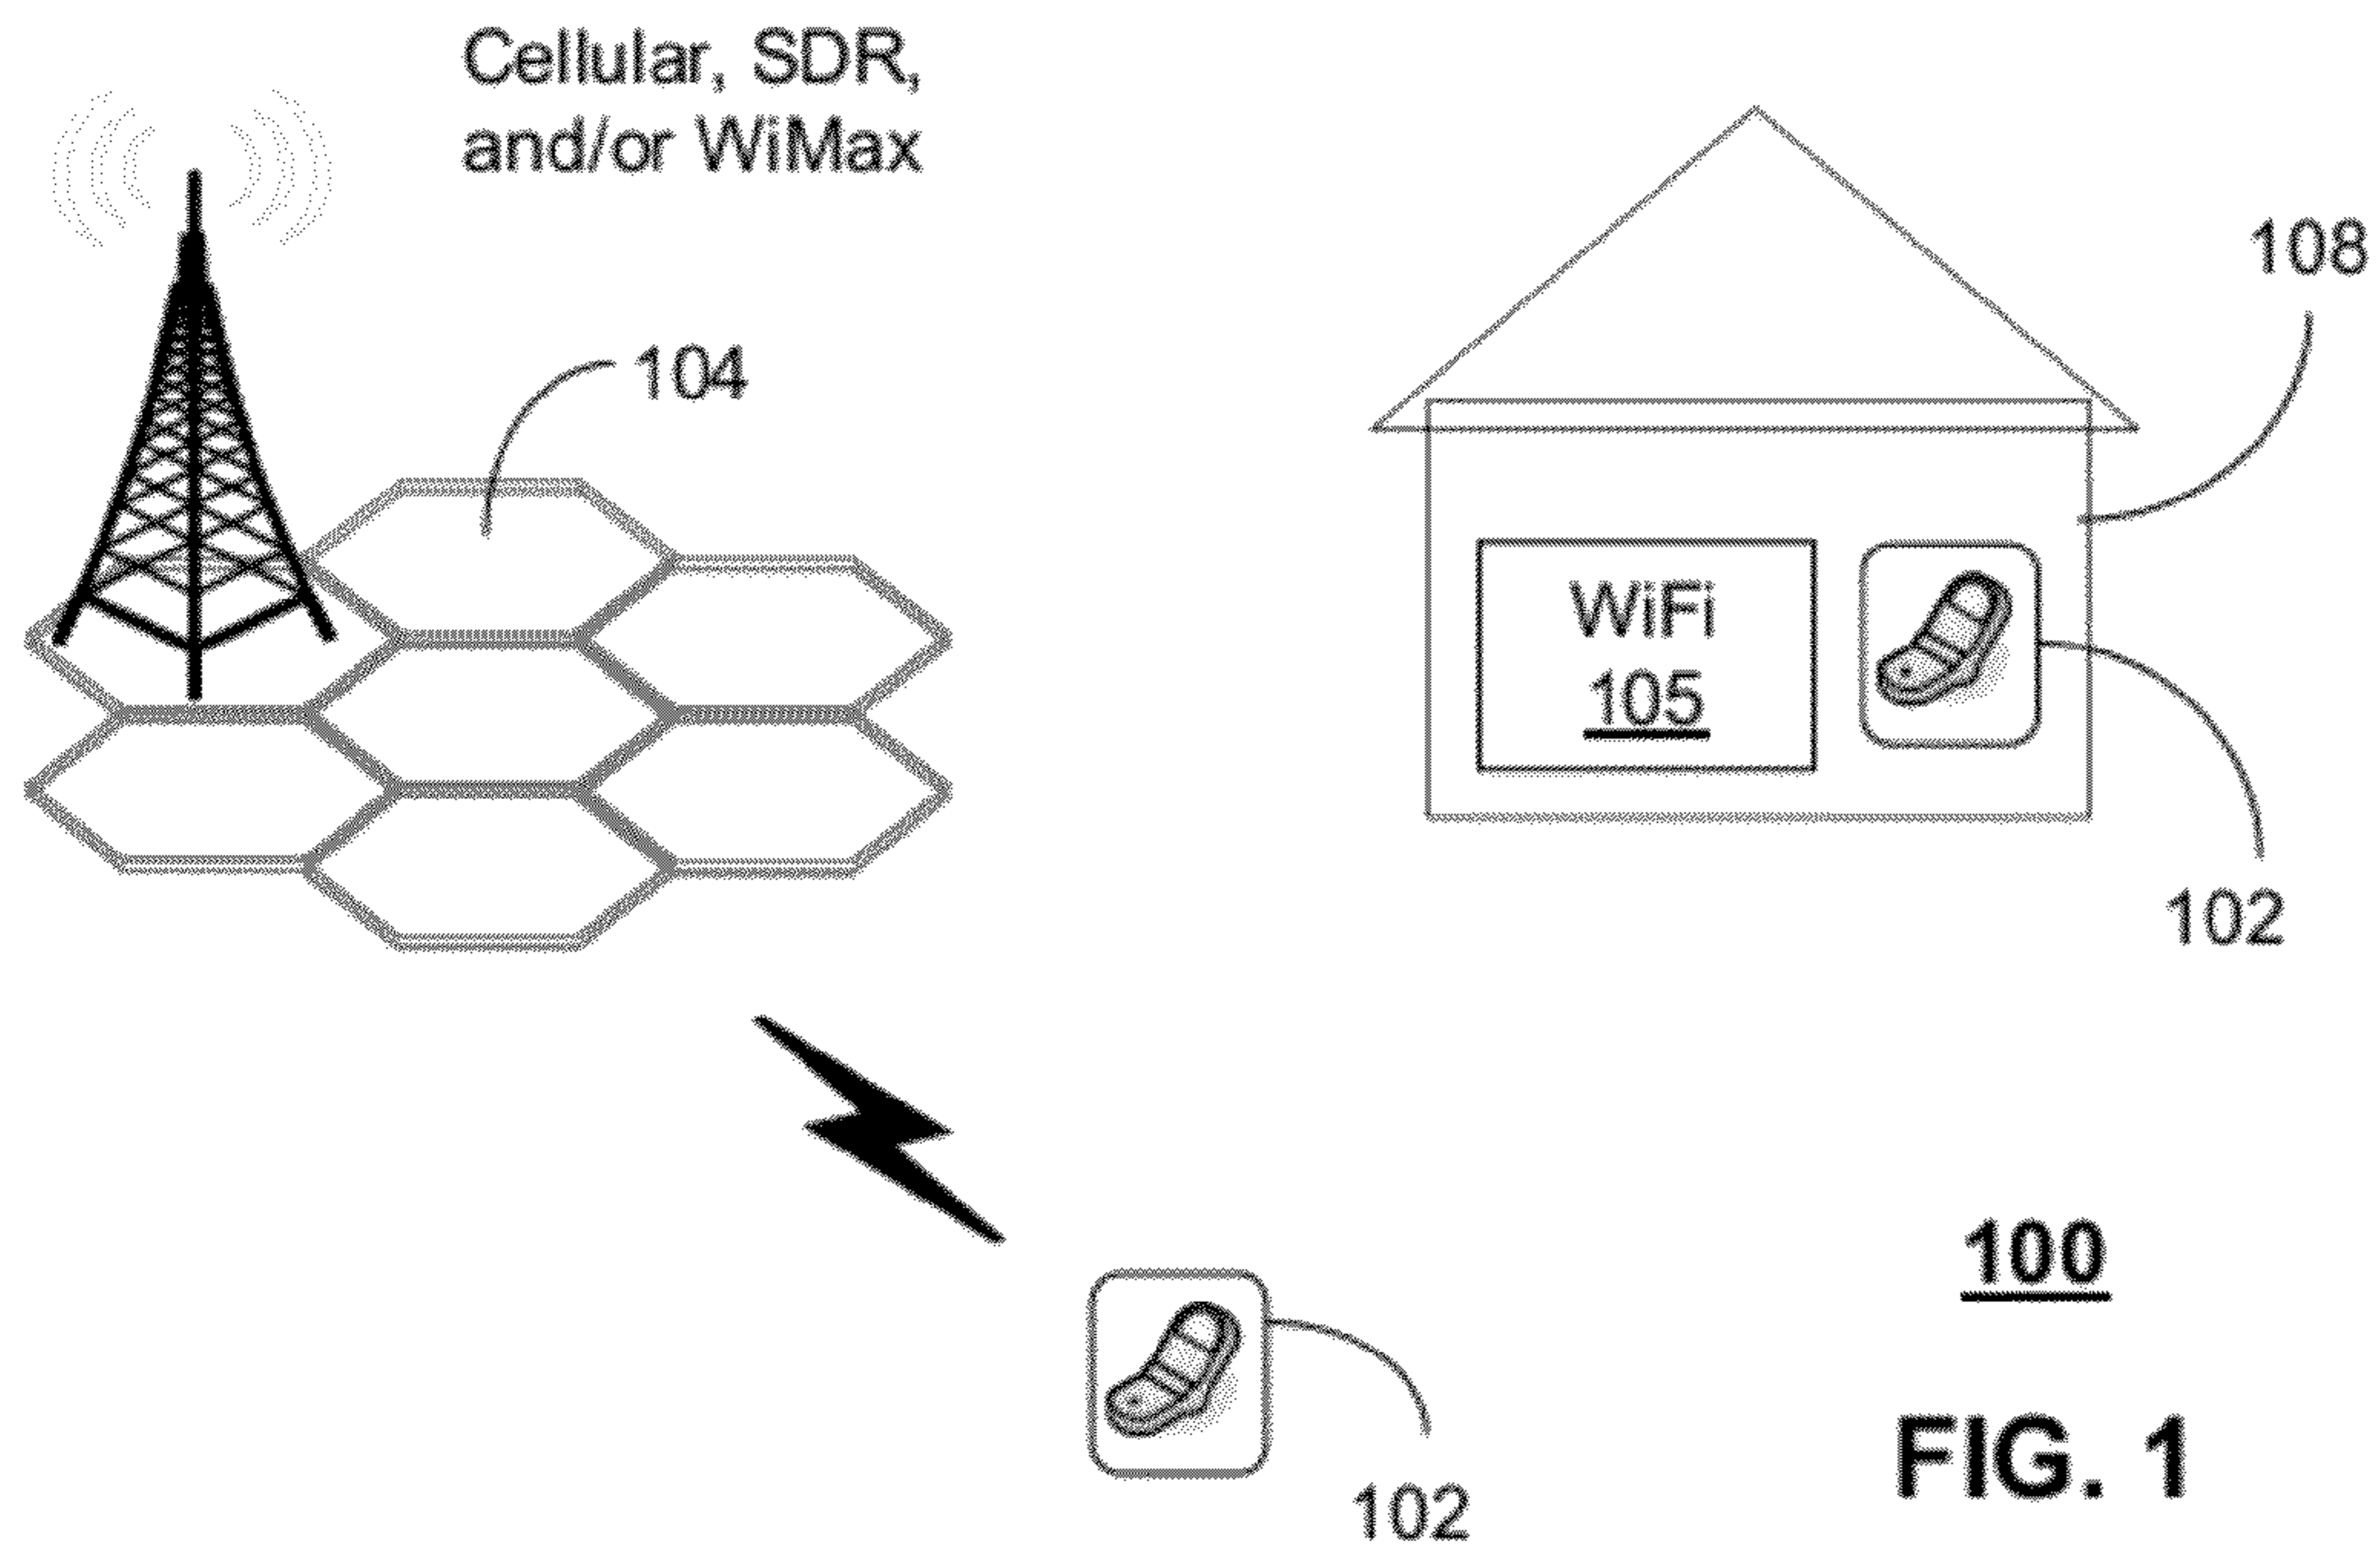 Cellular, SDR,
and/or WiMax
108
104
WiFi
105
102
100
FIG. 1
102